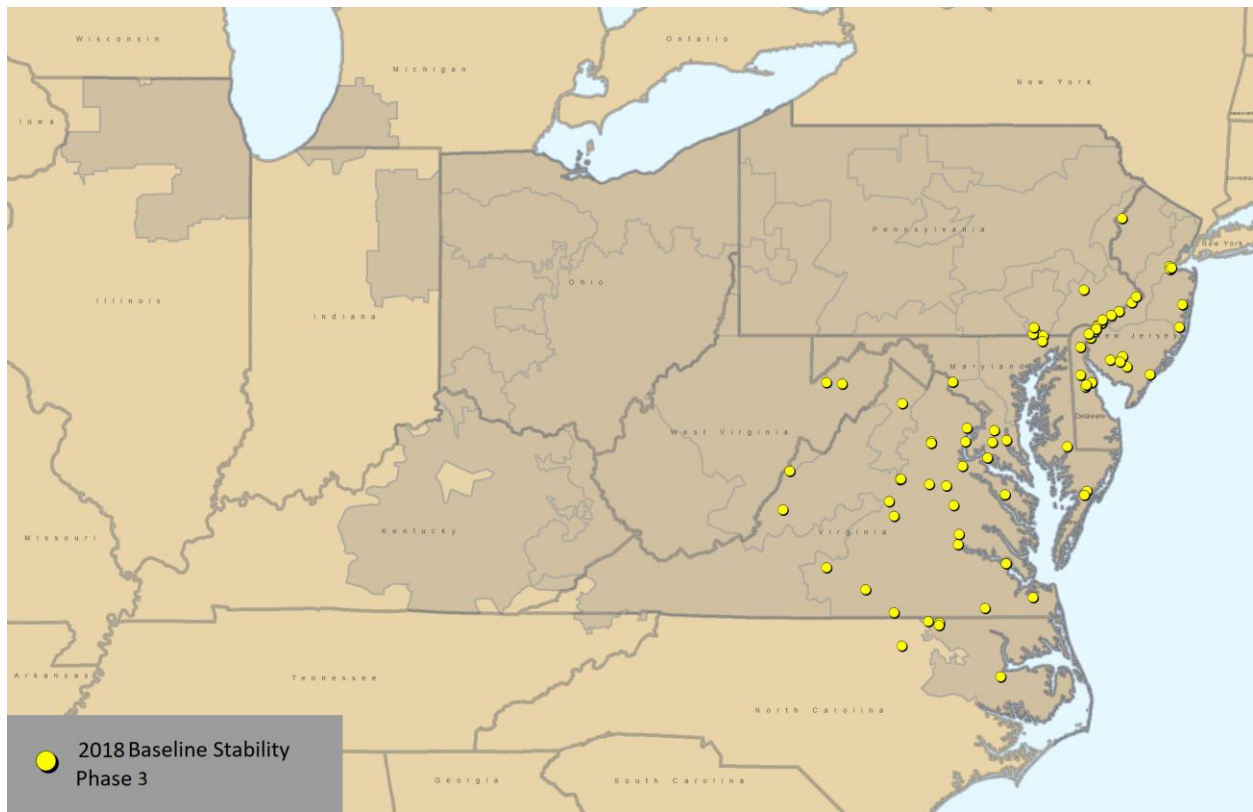 Wisconsin
Ontario
Michigan
New York
Iowa
Pennsylvania
New York
Ohio
Illinois
Indiana
New Jersey
Maryland
Delaware
West Virginia
Kentucky
Virginia
Missouri
Arkansas
Tennessee
North Carolina
Georgia
South Carolina
2018 Baseline Stability
Phase 3